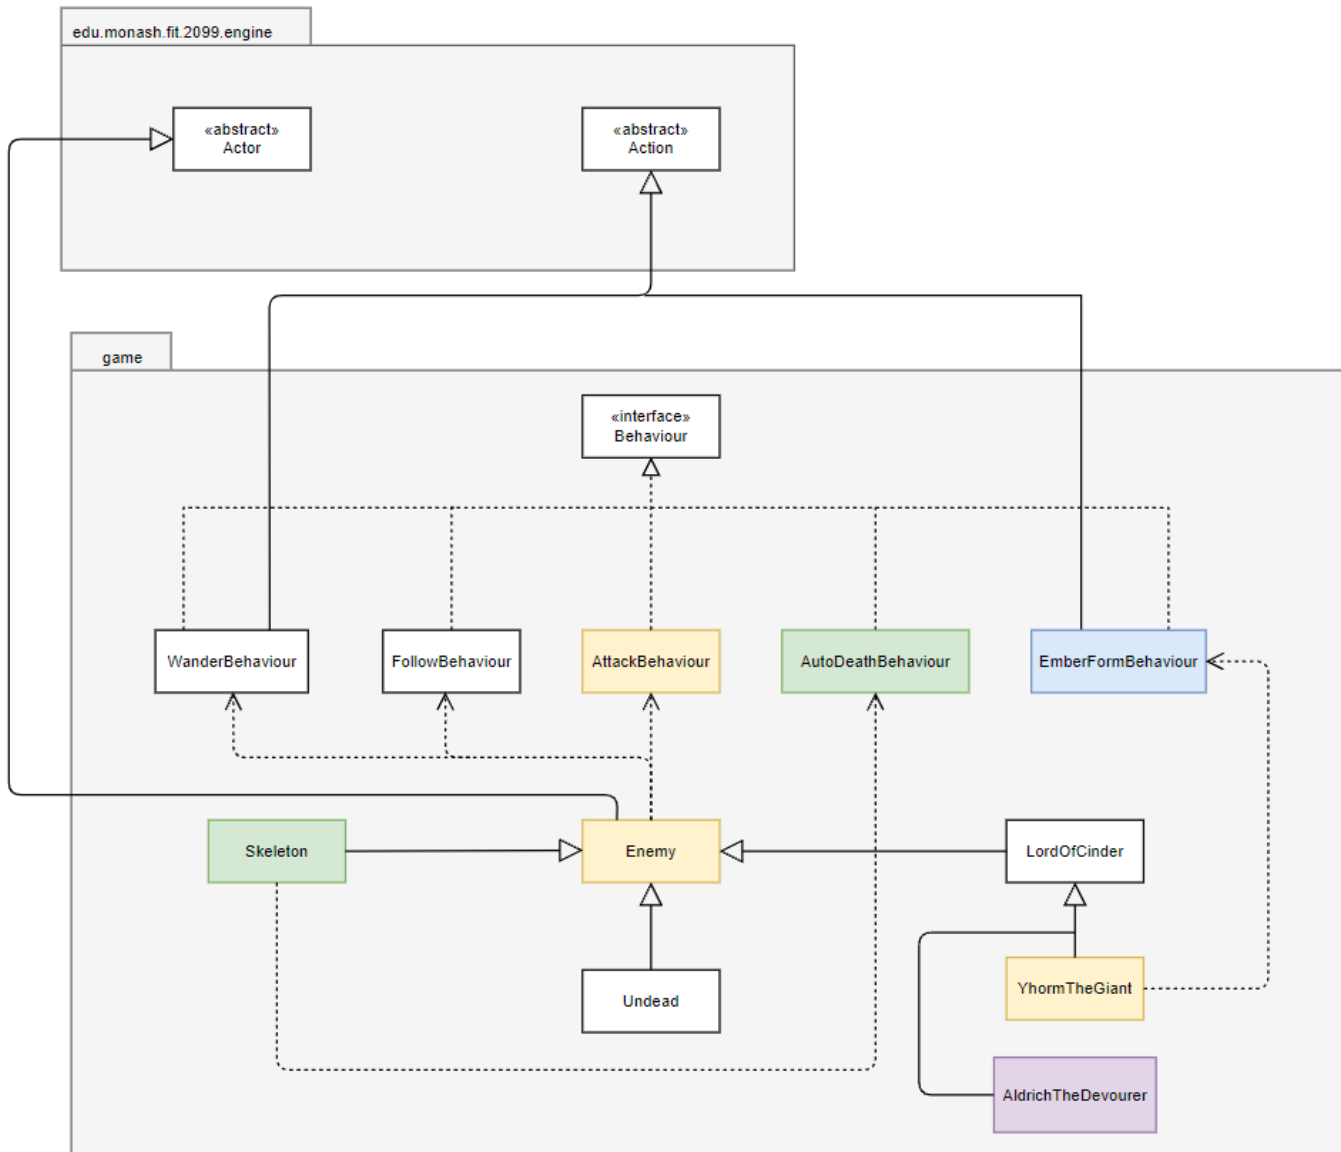 edu.monash.fit.2099.engine
«abstract»
Actor
«abstract»
Action
game
«interface»
Behaviour
WanderBehaviour
FollowBehaviour
AttackBehaviour
AutoDeathBehaviour
EmberFormBehaviour
Skeleton
Enemy
LordOfCinder
Undead
YhormTheGiant
AldrichTheDevourer